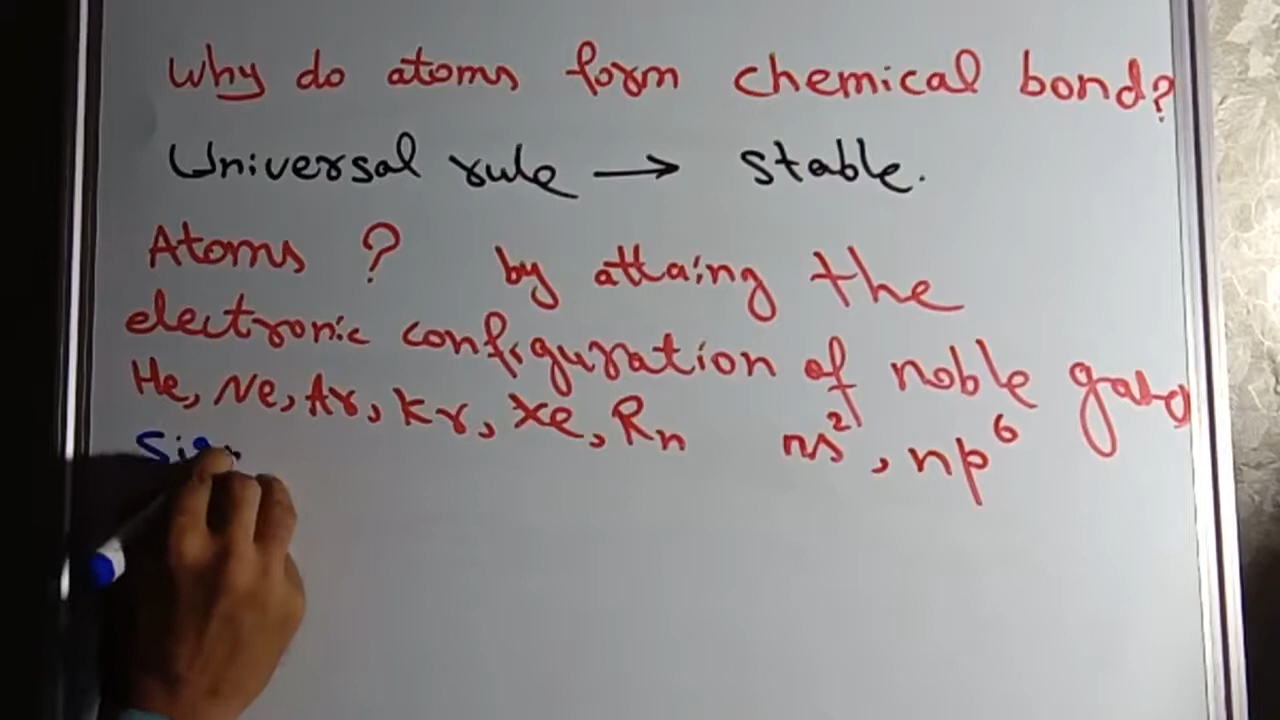 Why do atoms form chemical bond?
Universal rule → stable.
Atoms ? by attaing the
electronic configuration of noble gases
He, Ne, Ar, Kr, Xe, Rn ns², np⁶